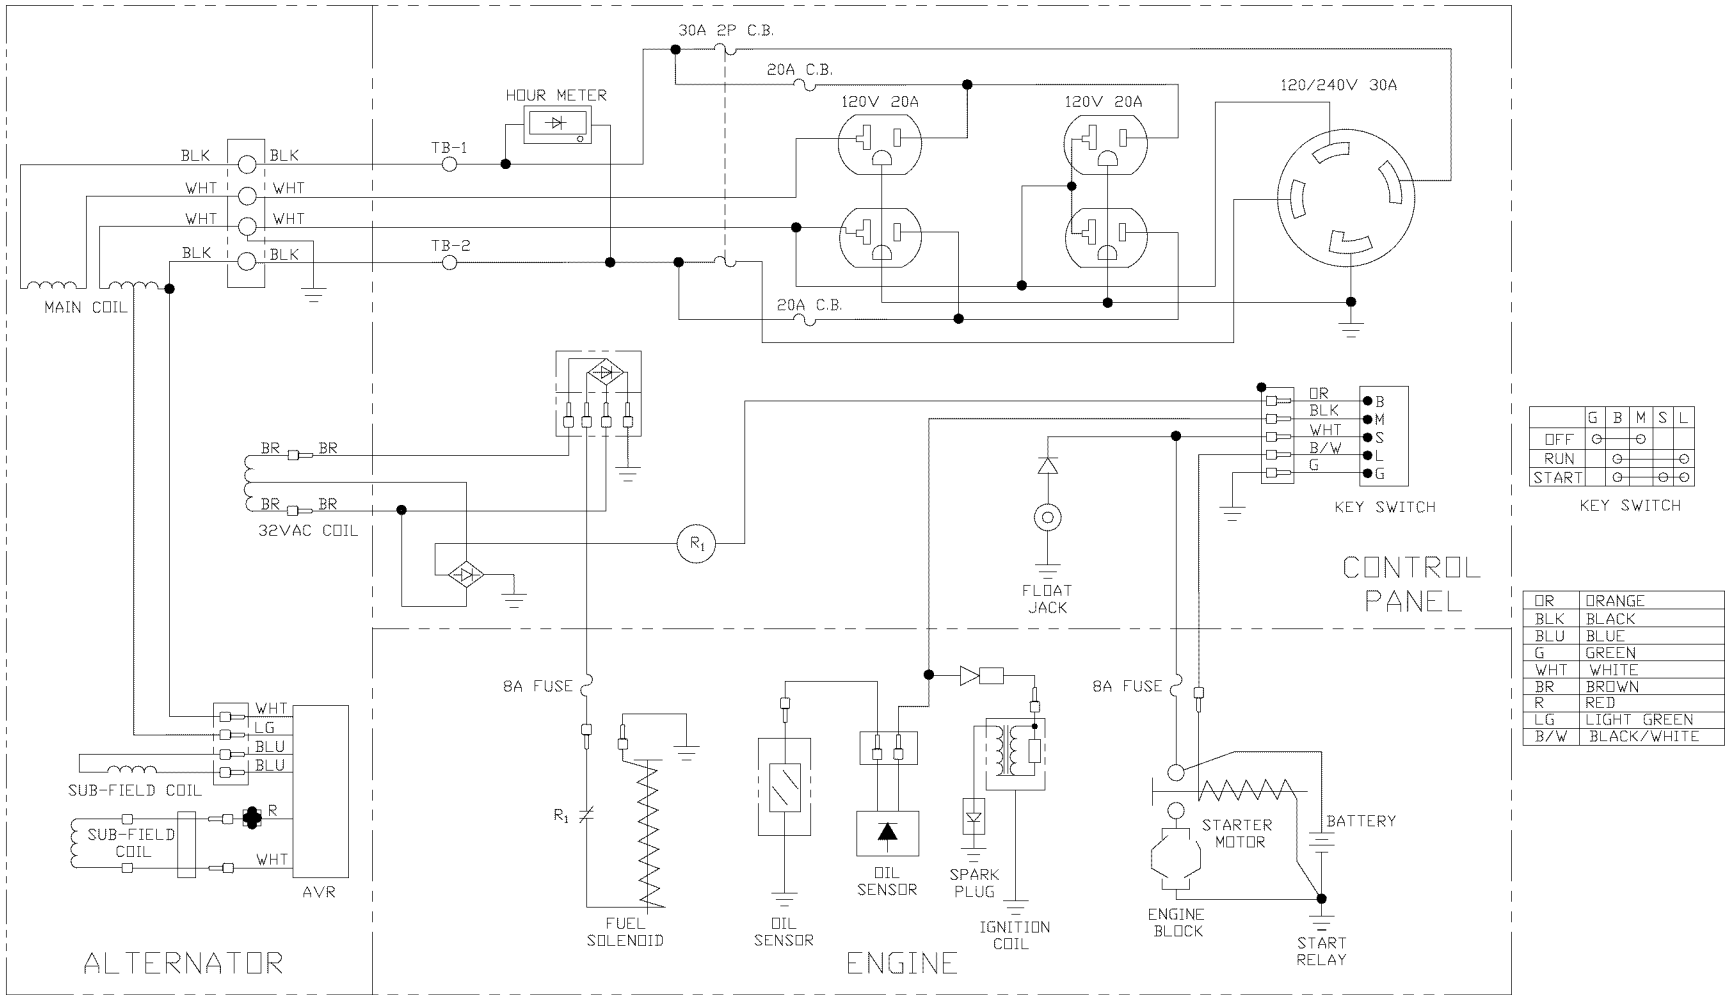 30A 2P C.B.
20A C.B.
120/240V 30A
HOUR METER
120V 20A
120V 20A
BLK
BLK
TB-1
WHT
WHT
WHT
WHT
TB-2
BLK
BLK
MAIN COIL
20A C.B.
OR
B
BLK
M
WHT
S
B/W
L
G
G
KEY SWITCH
G B M S L
OFF
RUN
START
KEY SWITCH
BR
BR
BR
BR
32VAC COIL
R1
FLOAT
JACK
CONTROL
PANEL
OR ORANGE
BLK BLACK
BLU BLUE
G GREEN
WHT WHITE
BR BROWN
R RED
LG LIGHT GREEN
B/W BLACK/WHITE
8A FUSE
8A FUSE
WHT
LG
BLU
BLU
SUB-FIELD COIL
R
SUB-FIELD
COIL
WHT
AVR
R1
FUEL
SOLENOID
OIL
SENSOR
OIL
SENSOR
SPARK
PLUG
IGNITION
COIL
STARTER
MOTOR
BATTERY
ENGINE
BLOCK
START
RELAY
ALTERNATOR
ENGINE